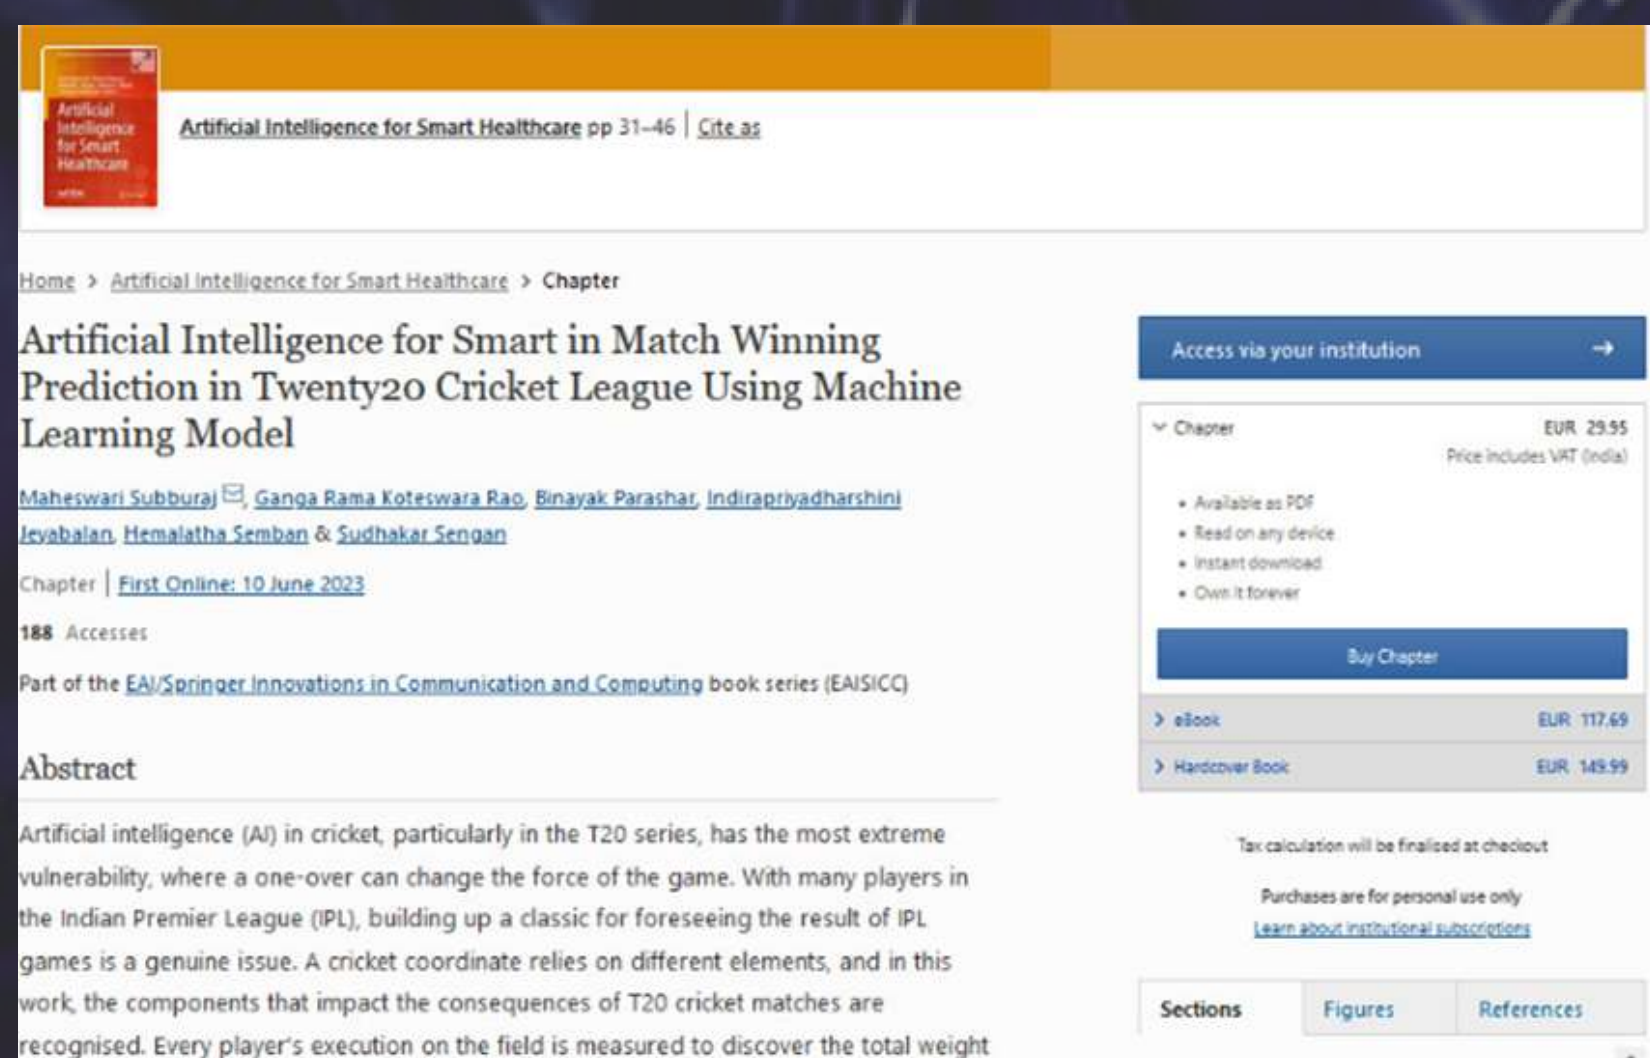 Artificial
Intelligence
for Smart
Healthcare
Artificial Intelligence for Smart Healthcare pp 31–46 | Cite as
Home > Artificial Intelligence for Smart Healthcare > Chapter
Artificial Intelligence for Smart in Match Winning
Prediction in Twenty20 Cricket League Using Machine
Learning Model
Maheswari Subburaj, Ganga Rama Koteswara Rao, Binayak Parashar, Indirapriyadharshini
Jeyabalan, Hemalatha Semban & Sudhakar Sengan
Chapter | First Online: 10 June 2023
188 Accesses
Part of the EAI/Springer Innovations in Communication and Computing book series (EAISICC)
Abstract
Artificial intelligence (AI) in cricket, particularly in the T20 series, has the most extreme
vulnerability, where a one-over can change the force of the game. With many players in
the Indian Premier League (IPL), building up a classic for foreseeing the result of IPL
games is a genuine issue. A cricket coordinate relies on different elements, and in this
work, the components that impact the consequences of T20 cricket matches are
recognised. Every player's execution on the field is measured to discover the total weight
Access via your institution →
Chapter EUR 29.95
Price includes VAT (India)
• Available as PDF
• Read on any device
• Instant download
• Own it forever
Buy Chapter
> eBook EUR 117.69
> Hardcover Book EUR 149.99
Tax calculation will be finalised at checkout
Purchases are for personal use only
Learn about institutional subscriptions
Sections Figures References